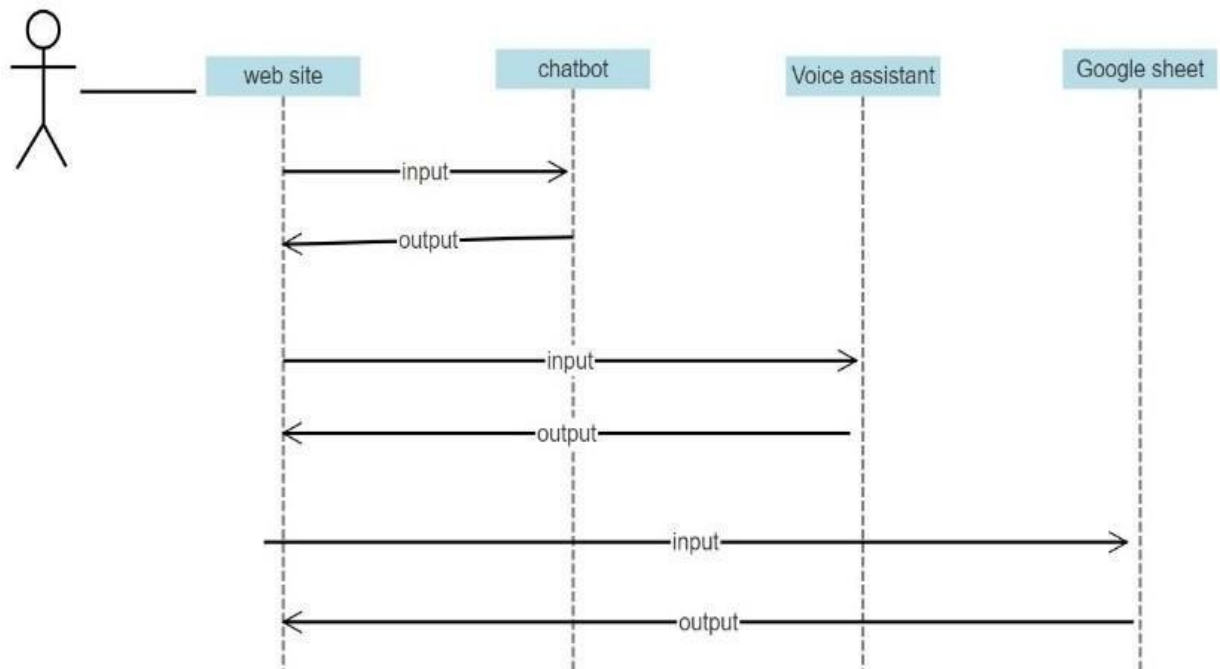 web site
chatbot
Voice assistant
Google sheet
input
output
input
output
input
output